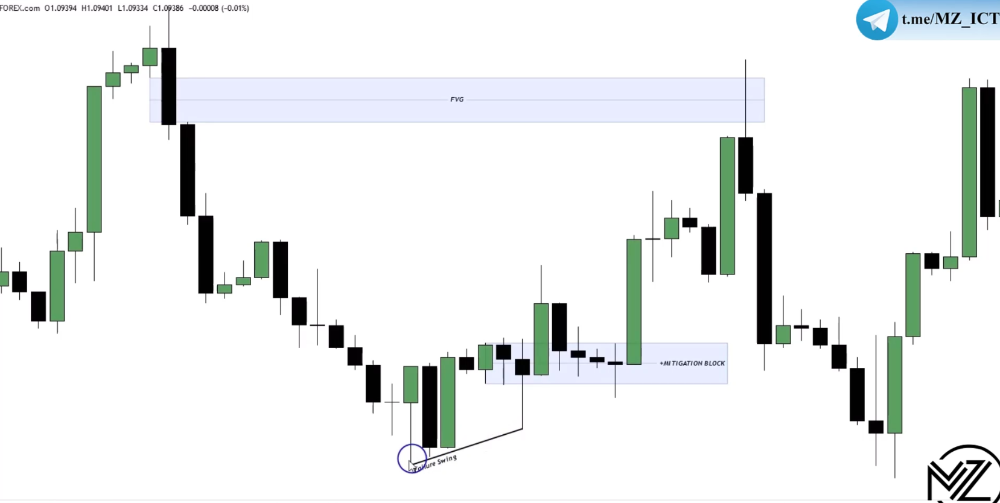 FOREX.com O1.09394 H1.09401 L1.09334 C1.09386 −0.00008 (−0.01%)
t.me/MZ_ICT
FVG
+MITIGATION BLOCK
Failure Swing
MZ